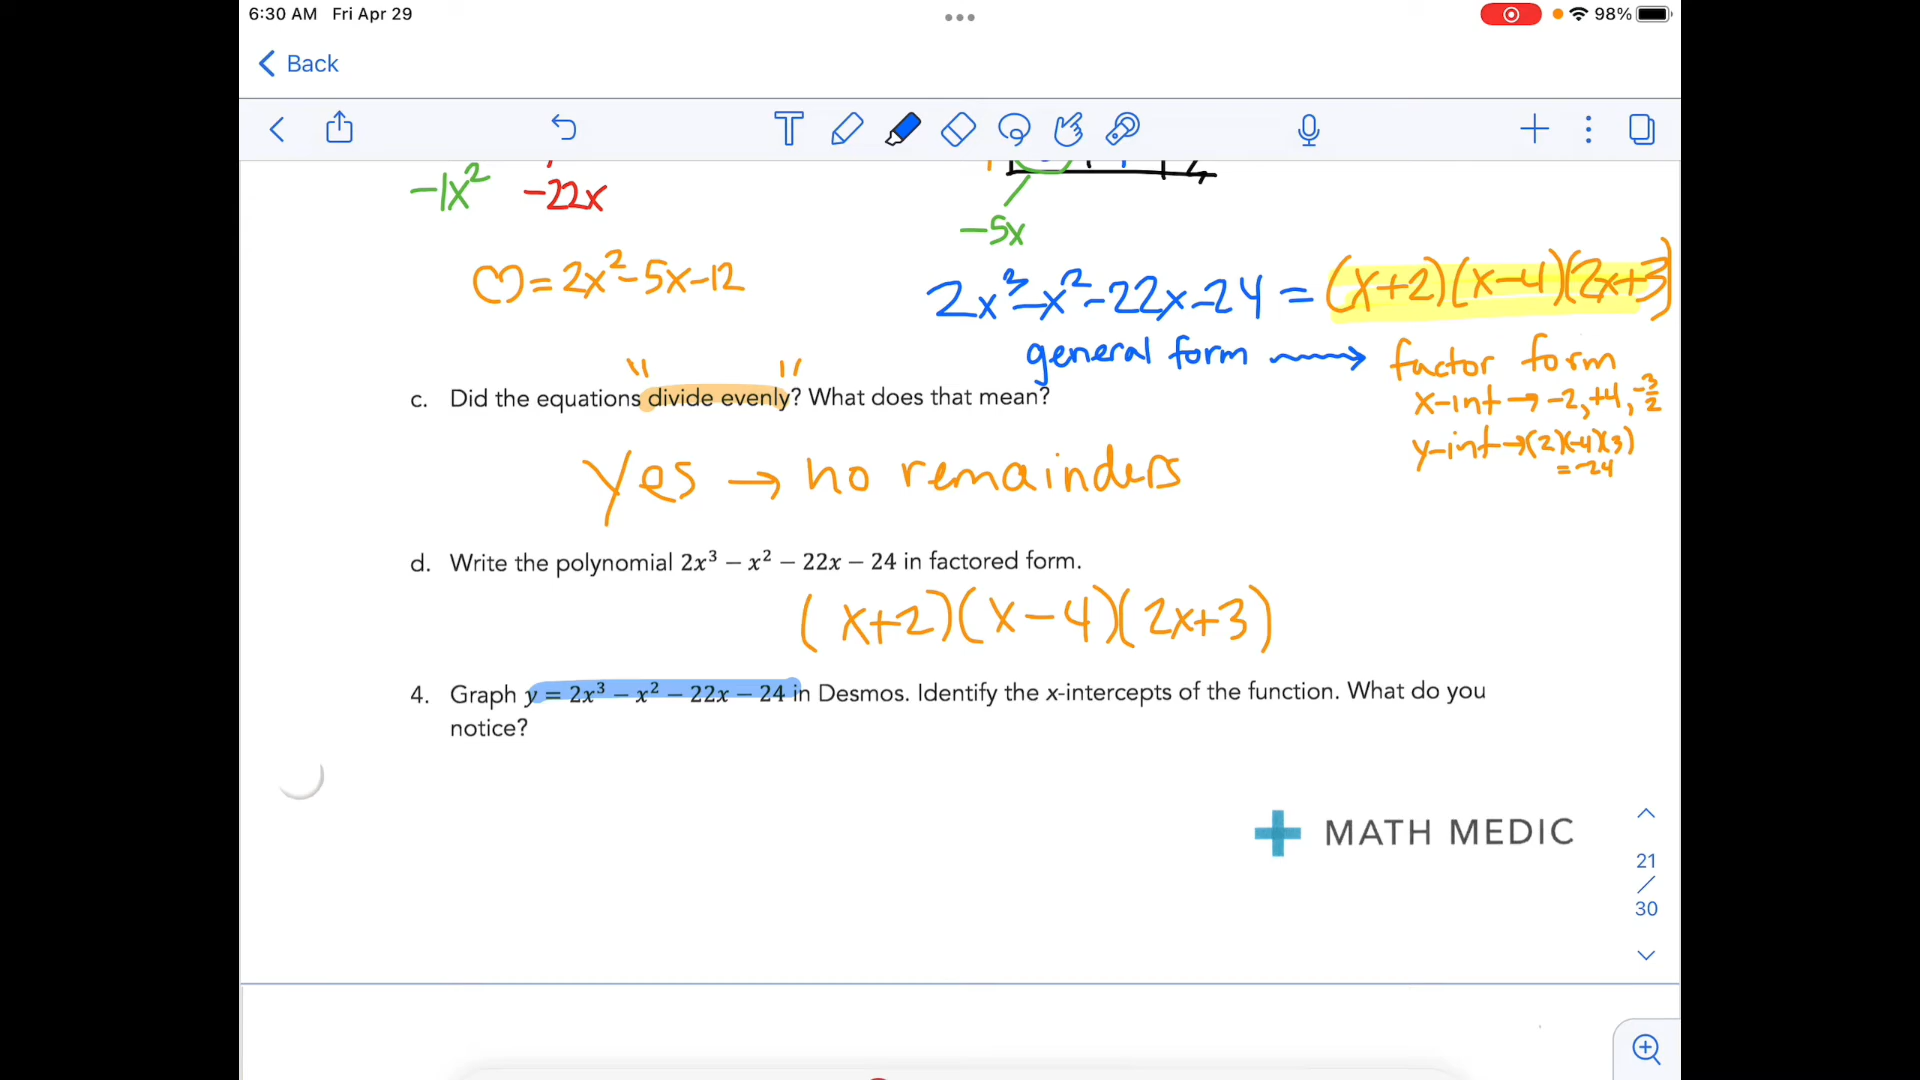 6:30 AM Fri Apr 29
98%
Back
-1x² -22x
-5x
♡ = 2x²-5x-12
2x³-x²-22x-24 = (x+2)(x-4)(2x+3)
general form → factor form
x-int → -2, +4, -3/2
y-int → (2)(-4)(3)
= -24
c. Did the equations "divide evenly"? What does that mean?
Yes → no remainders
d. Write the polynomial 2x³ − x² − 22x − 24 in factored form.
(x+2)(x-4)(2x+3)
4. Graph y = 2x³ − x² − 22x − 24 in Desmos. Identify the x-intercepts of the function. What do you
notice?
MATH MEDIC
21
/
30